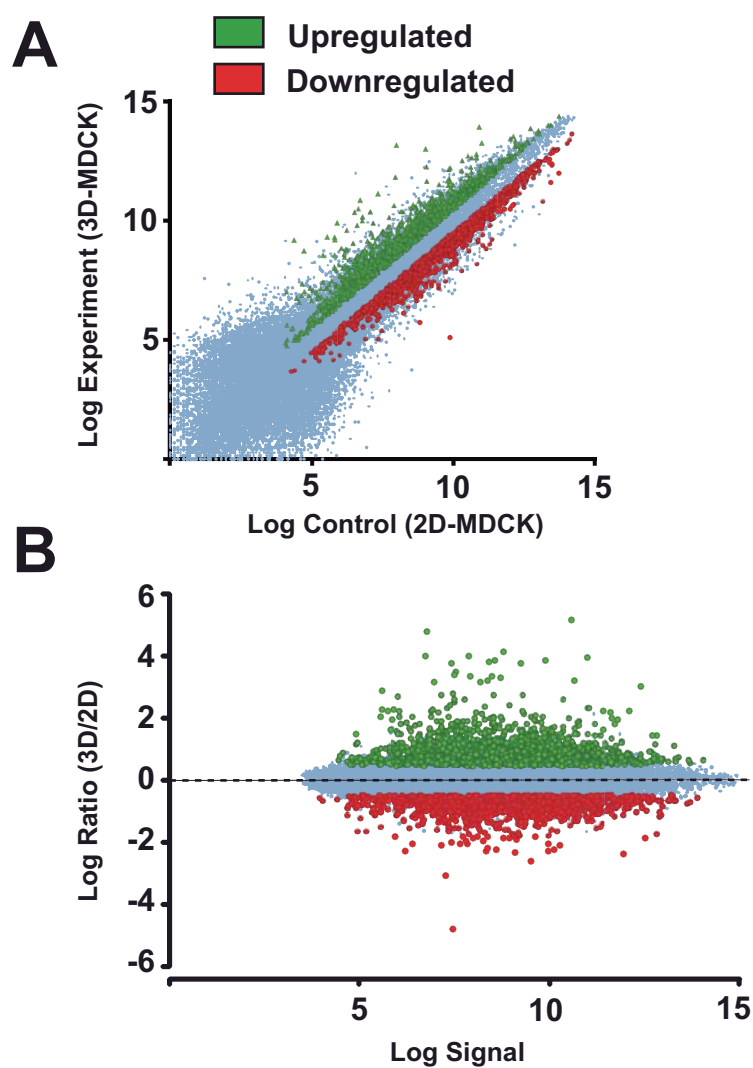 A
Upregulated
Downregulated
15
10
5
Log Experiment (3D-MDCK)
5
10
15
Log Control (2D-MDCK)
B
6
4
2
0
-2
-4
-6
Log Ratio (3D/2D)
5
10
15
Log Signal